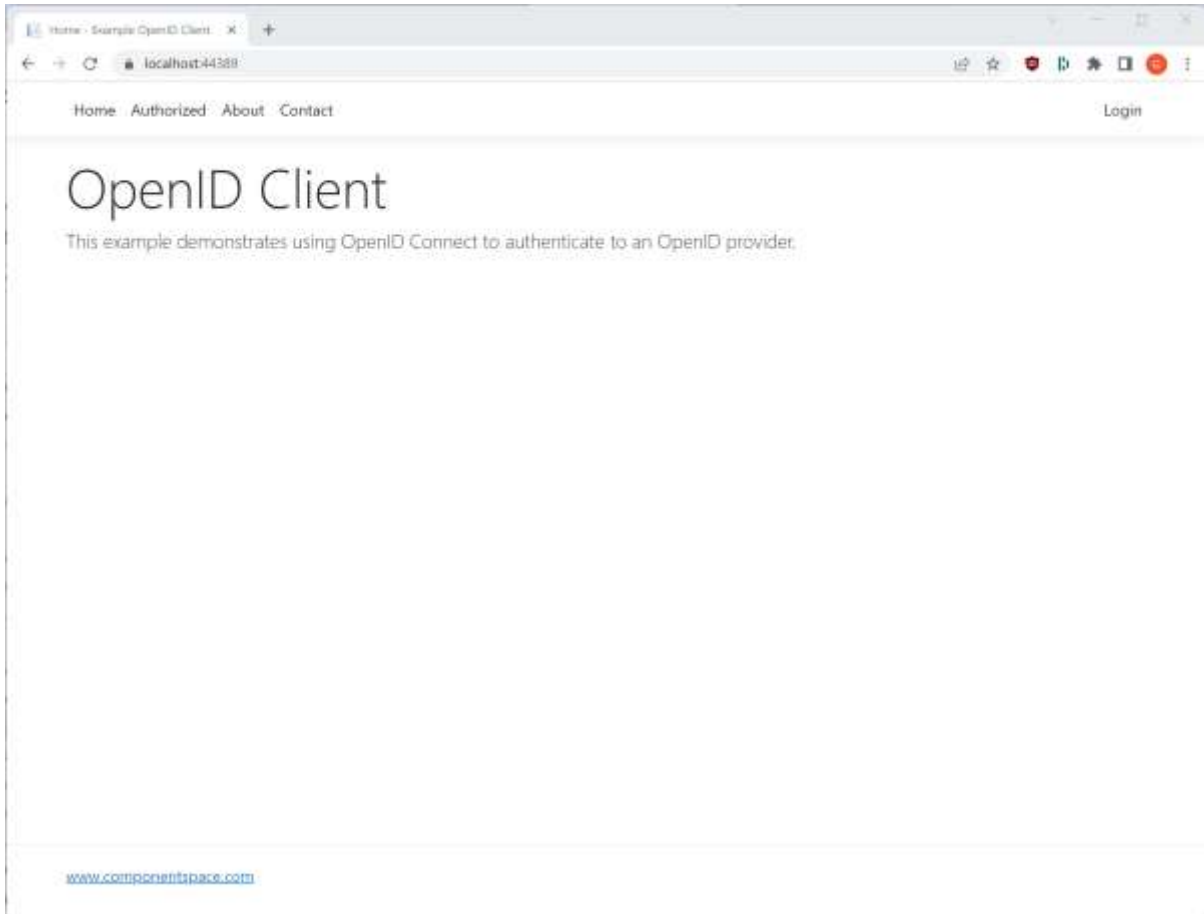 Home - Example OpenID Client
localhost:44389
Home Authorized About Contact Login
OpenID Client
This example demonstrates using OpenID Connect to authenticate to an OpenID provider.
www.componentspace.com